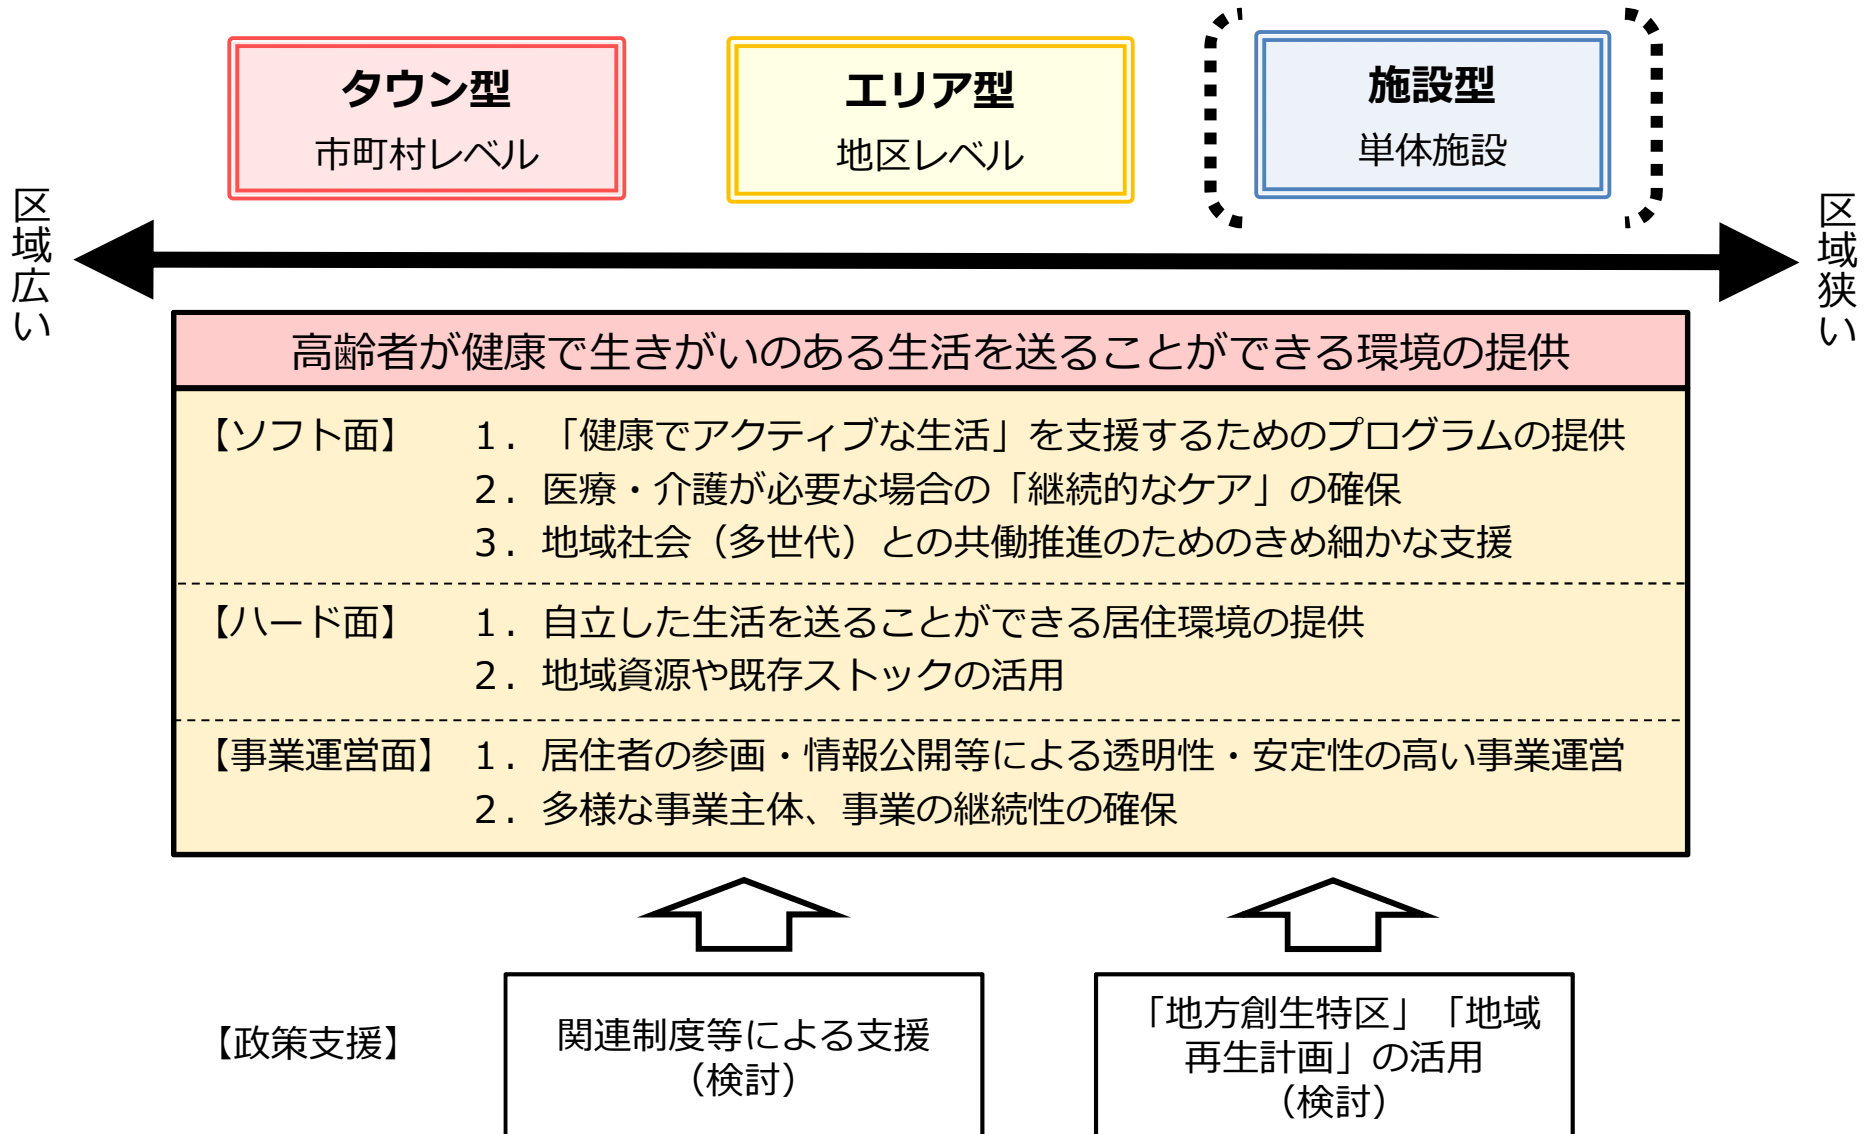 タウン型
市町村レベル
エリア型
地区レベル
施設型
単体施設
区域広い
区域狭い
高齢者が健康で生きがいのある生活を送ることができる環境の提供
【ソフト面】 1．「健康でアクティブな生活」を支援するためのプログラムの提供
2．医療・介護が必要な場合の「継続的なケア」の確保
3．地域社会（多世代）との共働推進のためのきめ細かな支援
【ハード面】 1．自立した生活を送ることができる居住環境の提供
2．地域資源や既存ストックの活用
【事業運営面】 1．居住者の参画・情報公開等による透明性・安定性の高い事業運営
2．多様な事業主体、事業の継続性の確保
【政策支援】
関連制度等による支援
（検討）
「地方創生特区」「地域
再生計画」の活用
（検討）